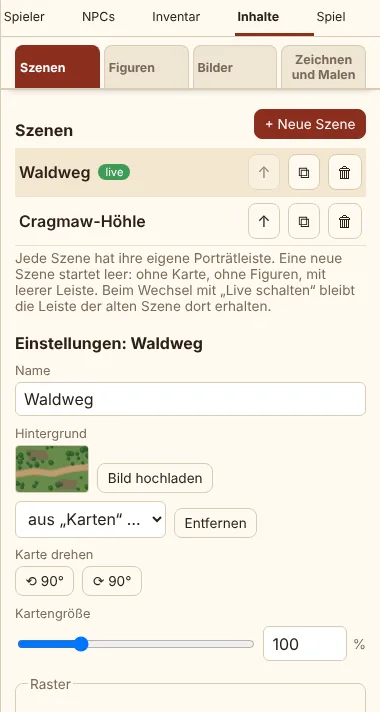 Spieler NPCs Inventar Inhalte Spiel
Szenen Figuren Bilder Zeichnen
und Malen
Szenen + Neue Szene
Waldweg live
Cragmaw-Höhle
Jede Szene hat ihre eigene Porträtleiste. Eine neue
Szene startet leer: ohne Karte, ohne Figuren, mit
leerer Leiste. Beim Wechsel mit „Live schalten“ bleibt
die Leiste der alten Szene dort erhalten.
Einstellungen: Waldweg
Name
Waldweg
Hintergrund
Bild hochladen
aus „Karten“ ... Entfernen
Karte drehen
⟲ 90° ⟳ 90°
Kartengröße
100 %
Raster